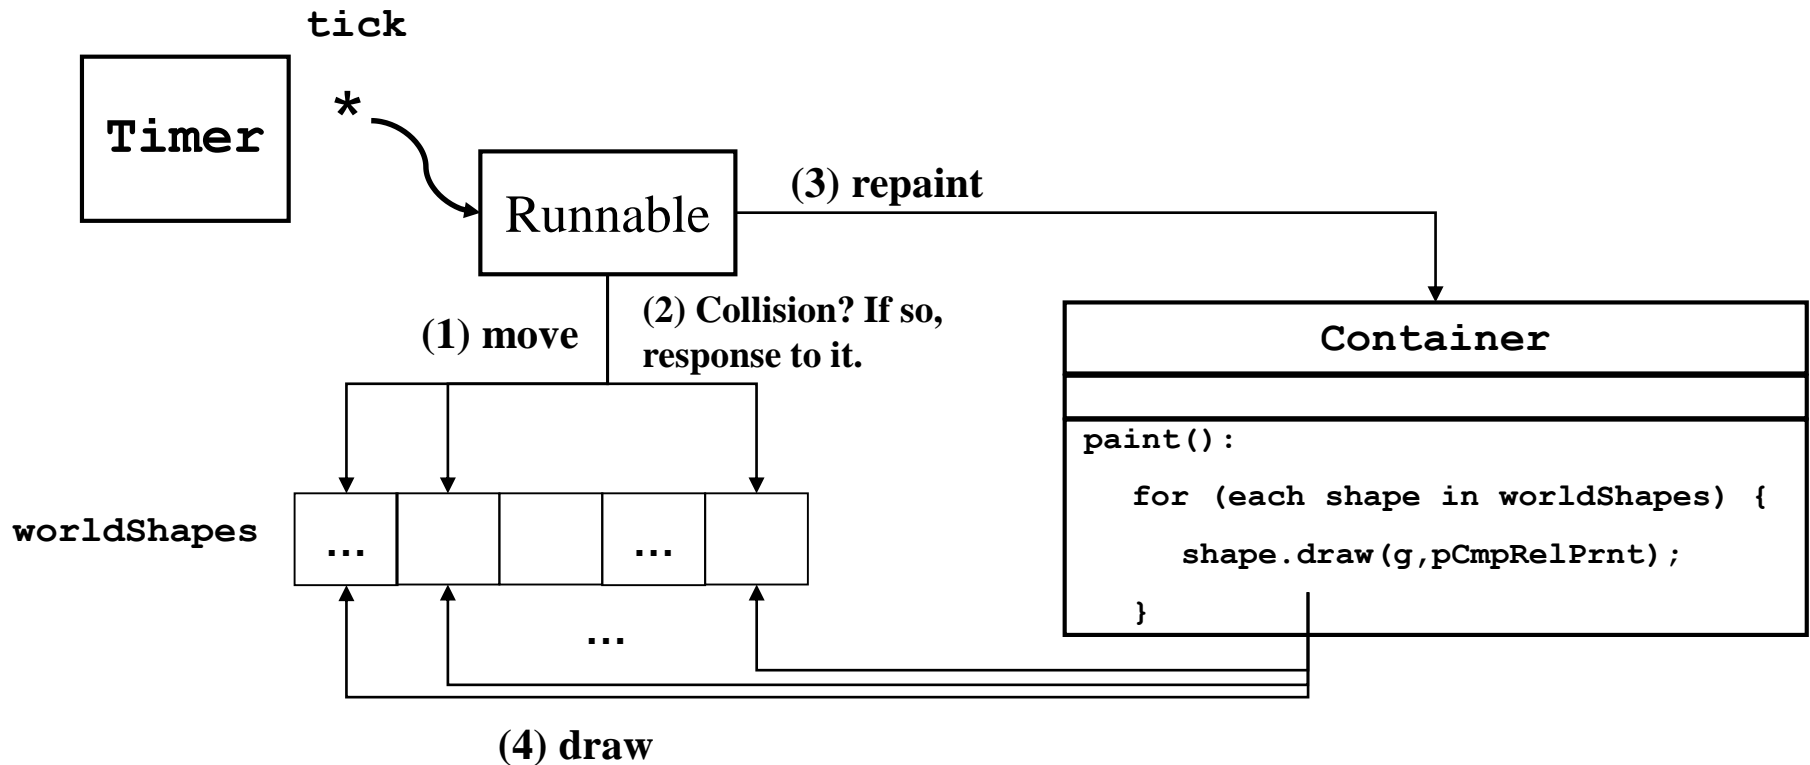 tick
*
Timer
Runnable
(3) repaint
(1) move
(2) Collision? If so,
response to it.
Container
paint():
for (each shape in worldShapes) {
shape.draw(g,pCmpRelPrnt);
}
worldShapes
...
...
...
(4) draw